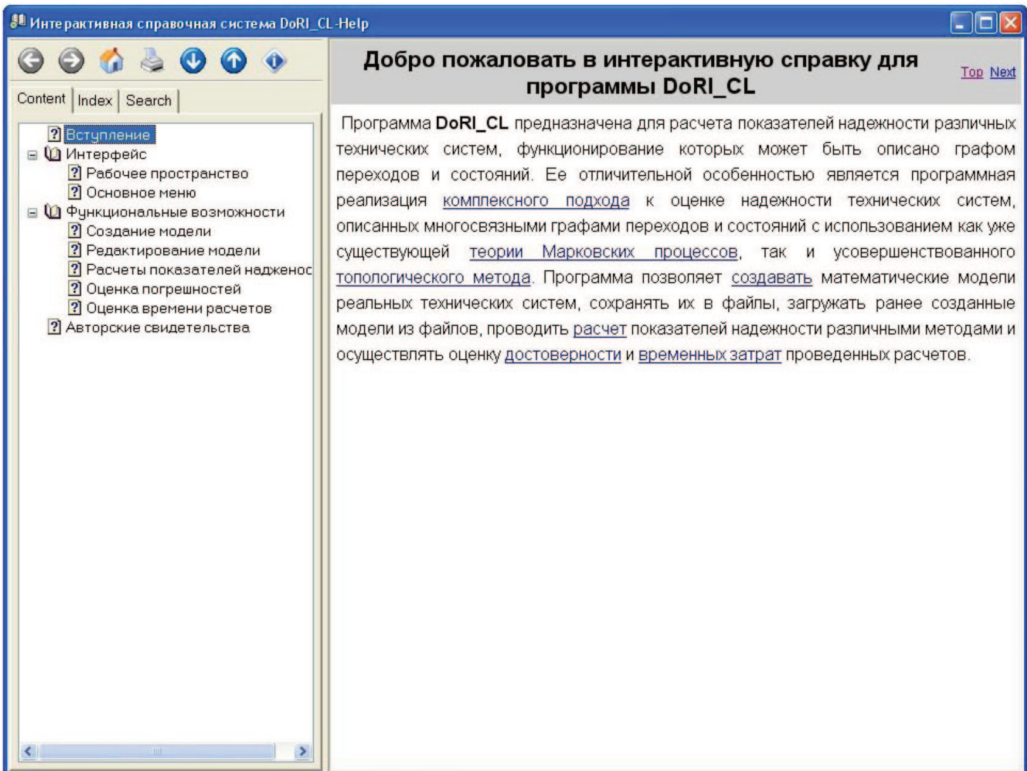 Интерактивная справочная система DoRI_CL-Help
Content Index Search
Вступление
Интерфейс
Рабочее пространство
Основное меню
Функциональные возможности
Создание модели
Редактирование модели
Расчеты показателей надженос
Оценка погрешностей
Оценка времени расчетов
Авторские свидетельства
Добро пожаловать в интерактивную справку для
программы DoRI_CL
Top Next
Программа DoRI_CL предназначена для расчета показателей надежности различных
технических систем, функционирование которых может быть описано графом
переходов и состояний. Ее отличительной особенностью является программная
реализация комплексного подхода к оценке надежности технических систем,
описанных многосвязными графами переходов и состояний с использованием как уже
существующей теории Марковских процессов, так и усовершенствованного
топологического метода. Программа позволяет создавать математические модели
реальных технических систем, сохранять их в файлы, загружать ранее созданные
модели из файлов, проводить расчет показателей надежности различными методами и
осуществлять оценку достоверности и временных затрат проведенных расчетов.